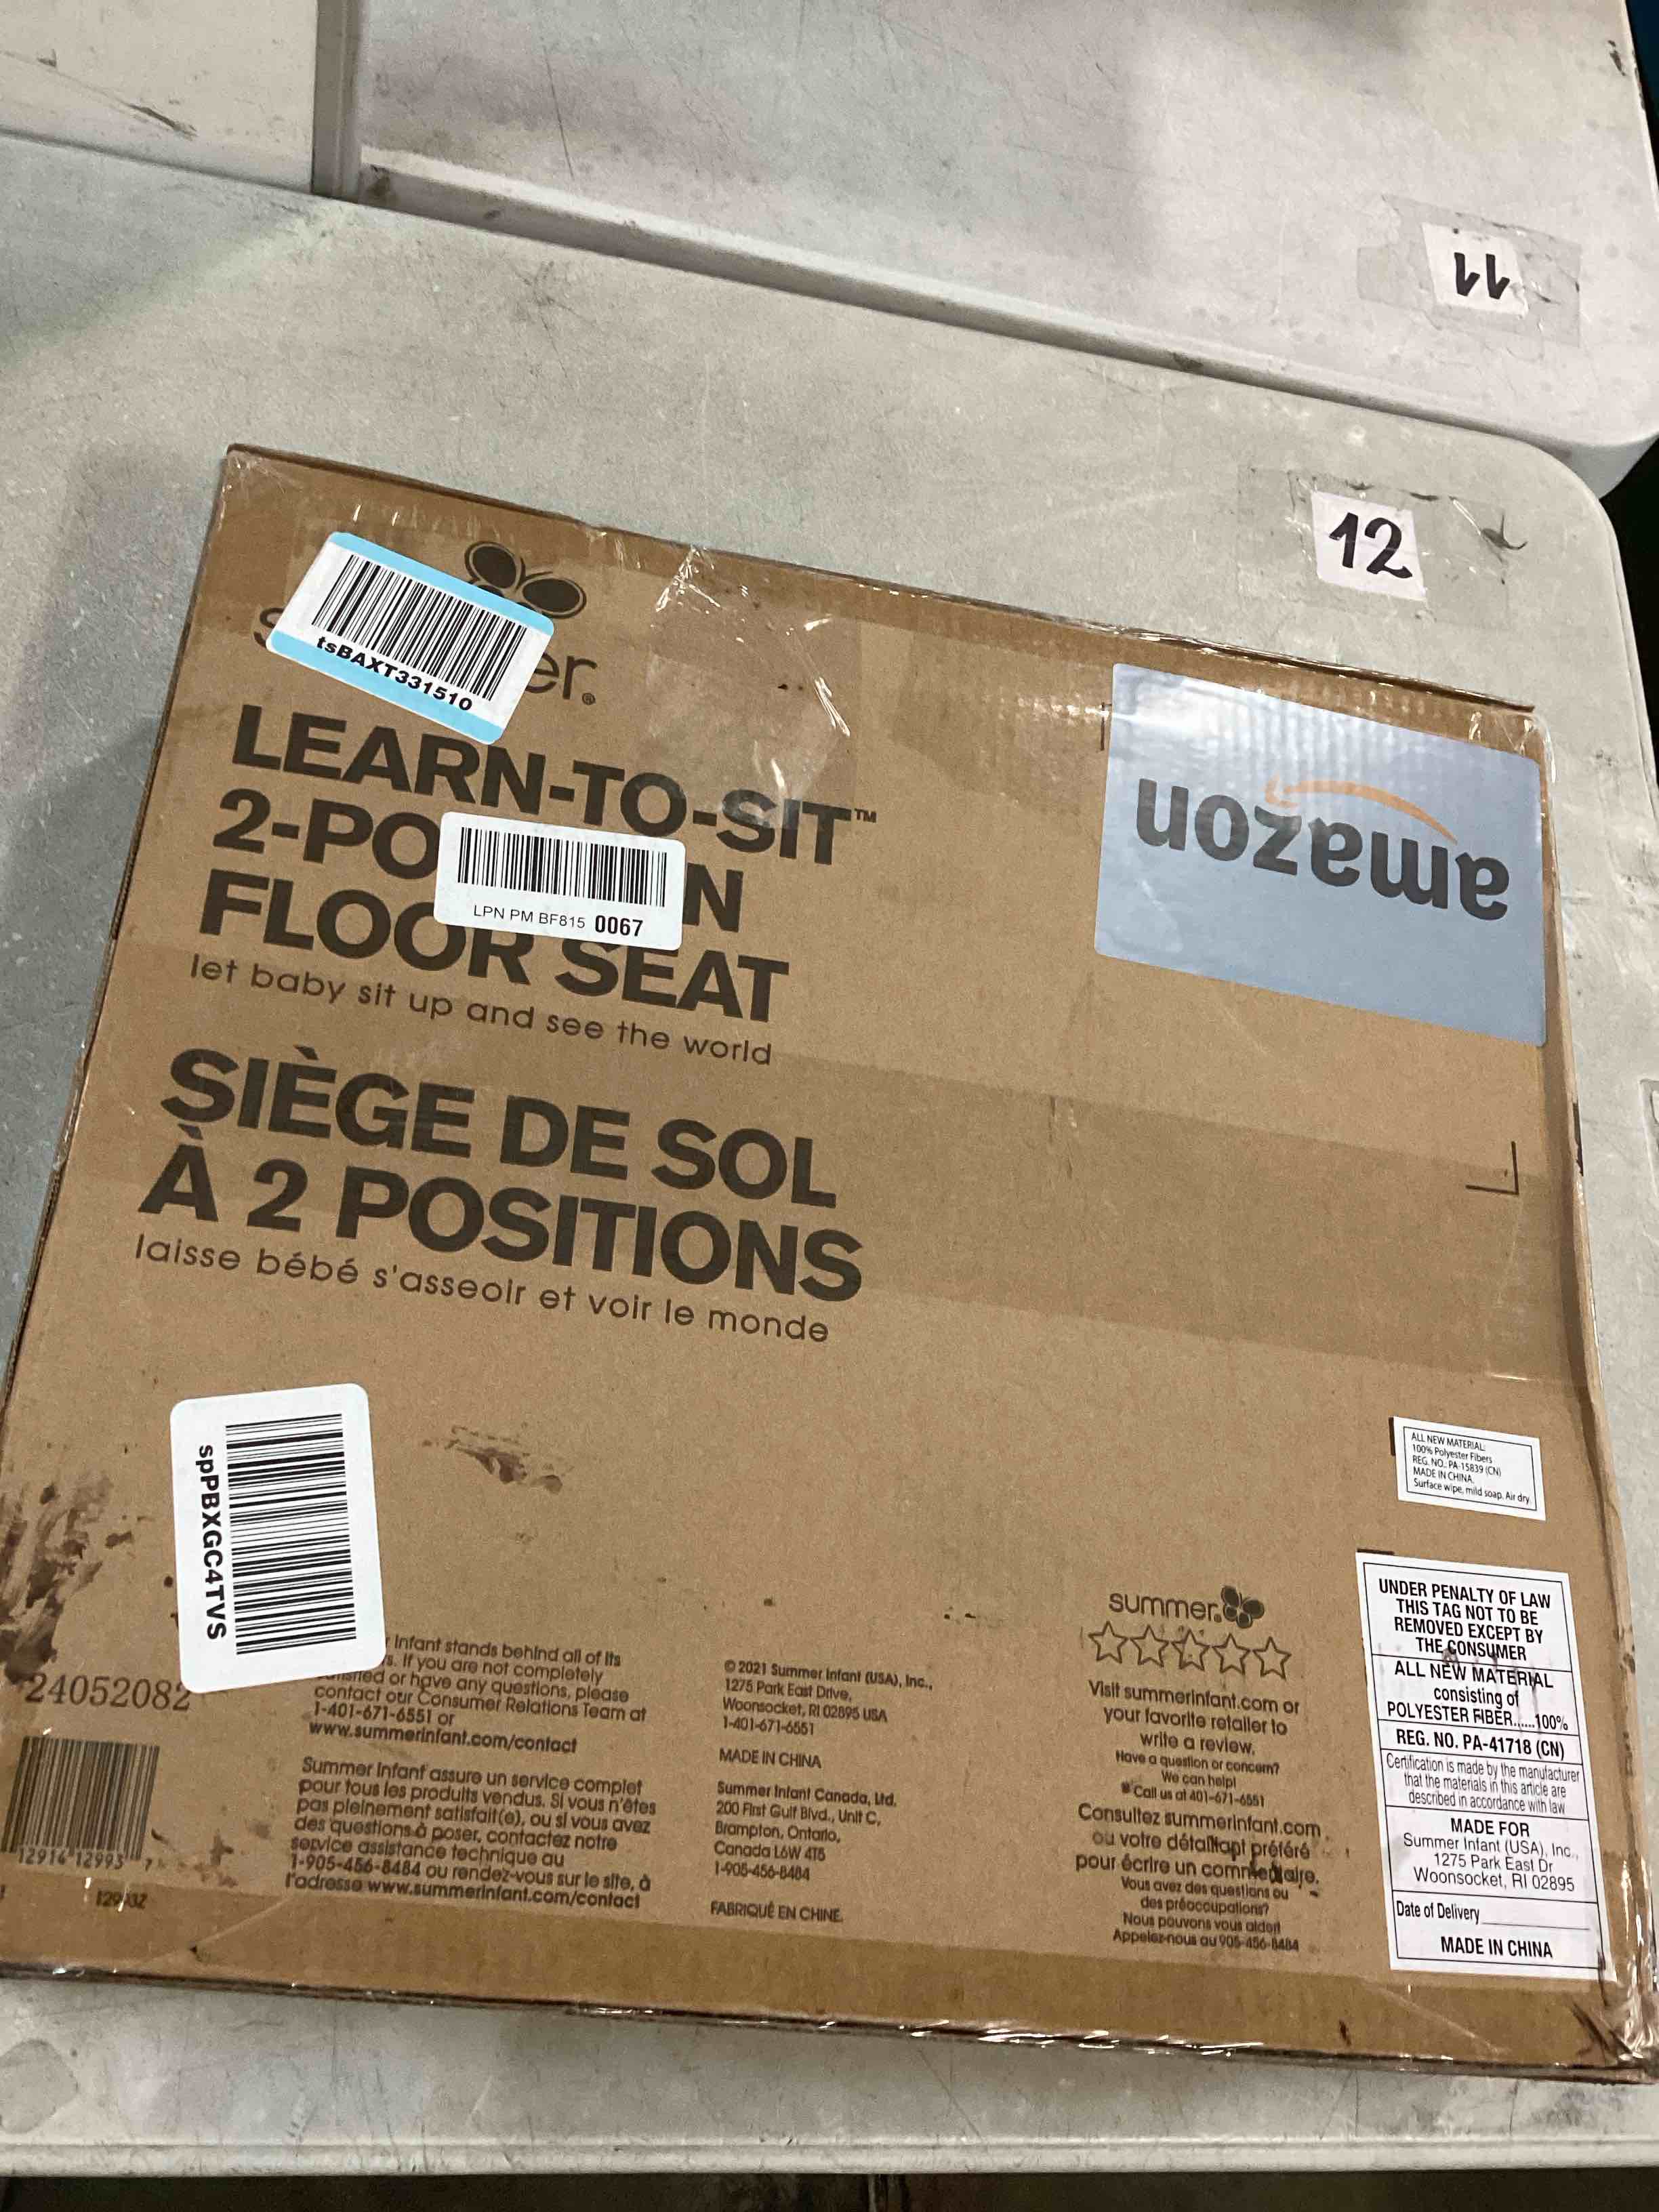 11
12
tsBAXT331510
er®
LEARN-TO-SIT™
2-PO N
LPN PM BF815 0067
FLOOR SEAT
let baby sit up and see the world
amazon
SIÈGE DE SOL
À 2 POSITIONS
laisse bébé s'asseoir et voir le monde
spPBXGC4TVS
24052082
12914 12993 7
Infant stands behind all of its
s. If you are not completely
or have any questions, please
contact our Consumer Relations Team at
1-401-671-6551 or
www.summerinfant.com/contact
Summer Infant assure un service complet
pour tous les produits vendus. Si vous n'êtes
pas pleinement satisfait(e), ou si vous avez
des questions à poser, contactez notre
service assistance technique au
1-905-456-8484 ou rendez-vous sur le site, à
l'adresse www.summerinfant.com/contact
© 2021 Summer Infant (USA), Inc.,
1275 Park East Drive,
Woonsocket, RI 02895 USA
1-401-671-6551
MADE IN CHINA
Summer Infant Canada, Ltd.
200 First Gulf Blvd., Unit C,
Brampton, Ontario,
Canada L6W 4T5
1-905-456-8484
FABRIQUÉ EN CHINE.
summer
Visit summerinfant.com or
your favorite retailer to
write a review.
Have a question or concern?
We can help!
Call us at 401-671-6551
Consultez summerinfant.com
ou votre détaillant préféré
pour écrire un commentaire.
Vous avez des questions ou
des préoccupations?
Nous pouvons vous aider!
Appelez-nous au 905-456-8484
ALL NEW MATERIAL:
100% Polyester Fibers
REG. NO.: PA-15839 (CN)
MADE IN CHINA.
Surface wipe, mild soap. Air dry
UNDER PENALTY OF LAW
THIS TAG NOT TO BE
REMOVED EXCEPT BY
THE CONSUMER
ALL NEW MATERIAL
consisting of
POLYESTER FIBER......100%
REG. NO. PA-41718 (CN)
Certification is made by the manufacturer
that the materials in this article are
described in accordance with law
MADE FOR
Summer Infant (USA), Inc.,
1275 Park East Dr
Woonsocket, RI 02895
Date of Delivery
MADE IN CHINA